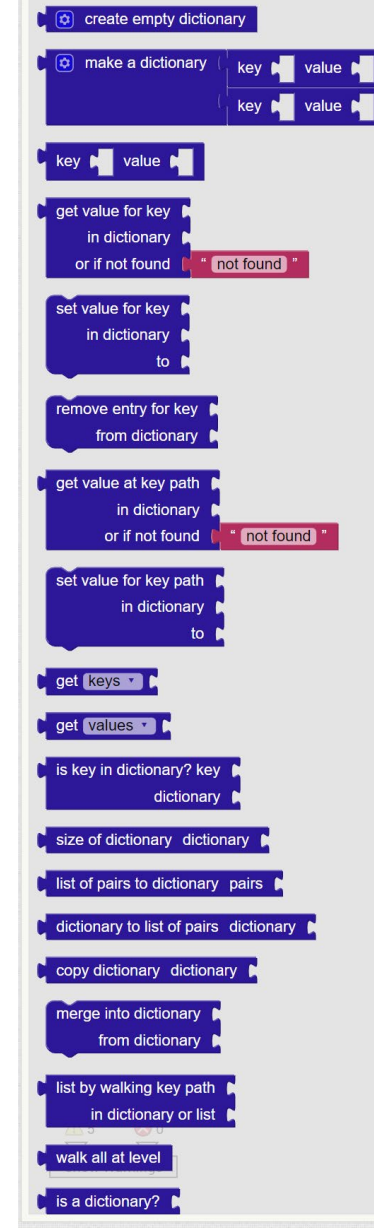 create empty dictionary
make a dictionary key value
key value
key value
get value for key
in dictionary
or if not found “ not found ”
set value for key
in dictionary
to
remove entry for key
from dictionary
get value at key path
in dictionary
or if not found “ not found ”
set value for key path
in dictionary
to
get keys
get values
is key in dictionary? key
dictionary
size of dictionary dictionary
list of pairs to dictionary pairs
dictionary to list of pairs dictionary
copy dictionary dictionary
merge into dictionary
from dictionary
list by walking key path
in dictionary or list
walk all at level
is a dictionary?